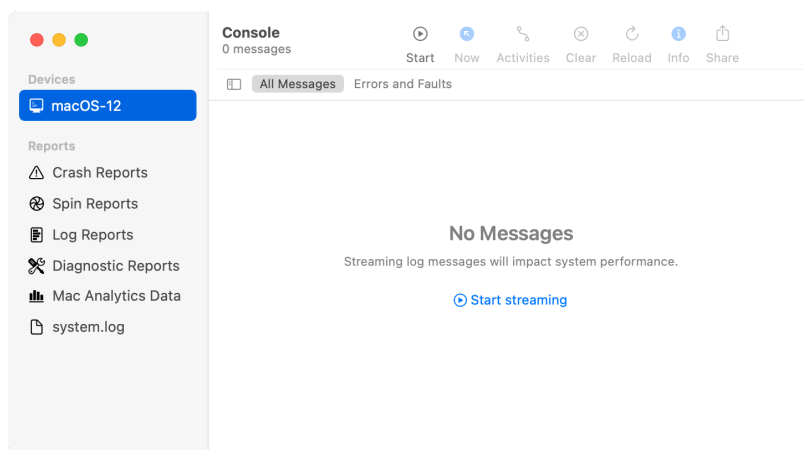 Console
0 messages
Start Now Activities Clear Reload Info Share
All Messages Errors and Faults
Devices
macOS-12
Reports
Crash Reports
Spin Reports
Log Reports
Diagnostic Reports
Mac Analytics Data
system.log
No Messages
Streaming log messages will impact system performance.
Start streaming